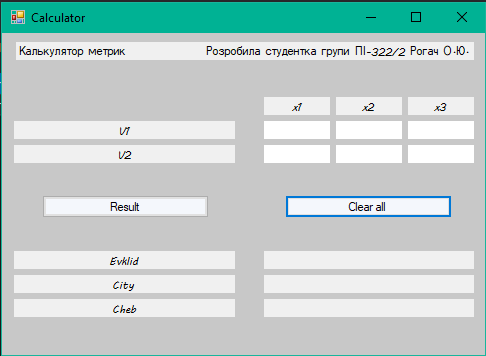 Calculator
Калькулятор метрик Розробила студентка групи ПІ-322/2 Рогач О.Ю.
x1 x2 x3
V1
V2
Result Clear all
Evklid
City
Cheb